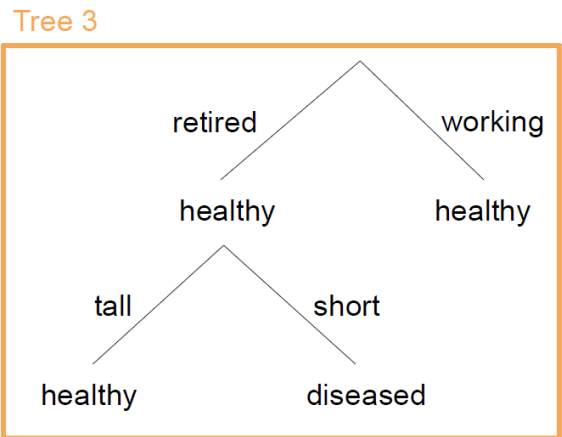 Tree 3
retired working
healthy healthy
tall short
healthy diseased